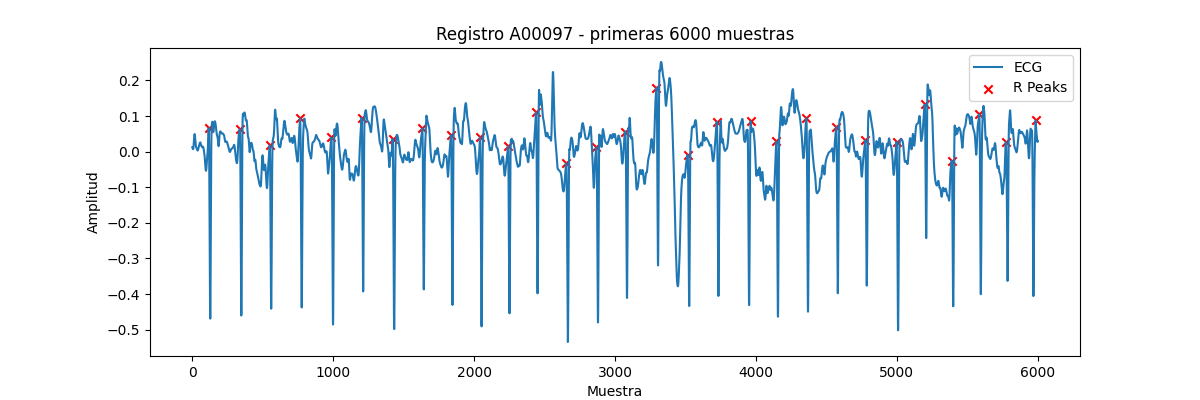 Registro A00097 - primeras 6000 muestras
ECG
R Peaks
Amplitud
0.2
0.1
0.0
−0.1
−0.2
−0.3
−0.4
−0.5
0 1000 2000 3000 4000 5000 6000
Muestra